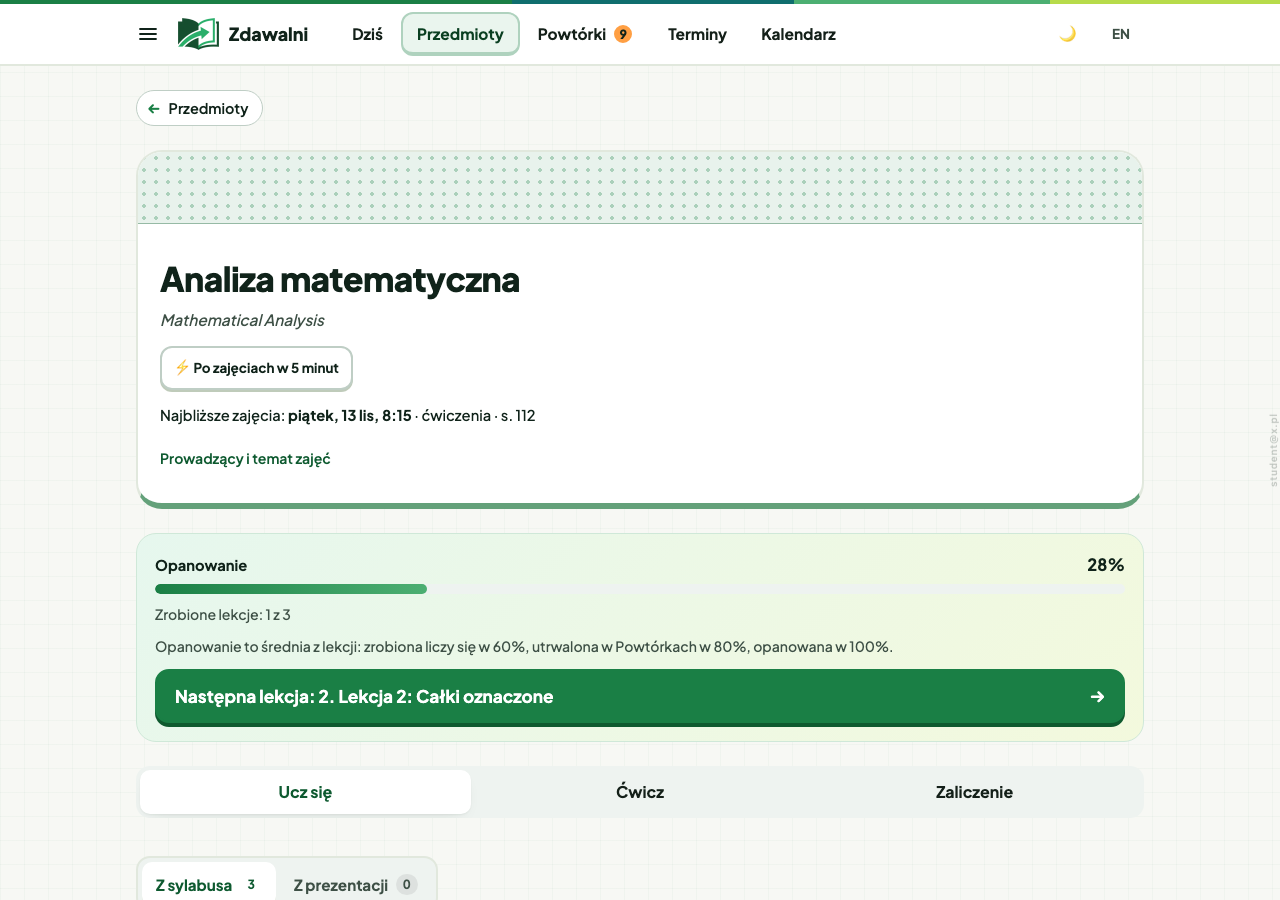 Zdawalni
Dziś
Przedmioty
Powtórki 9
Terminy
Kalendarz
EN
← Przedmioty
Analiza matematyczna
Mathematical Analysis
⚡ Po zajęciach w 5 minut
Najbliższe zajęcia: piątek, 13 lis, 8:15 · ćwiczenia · s. 112
Prowadzący i temat zajęć
student@x.pl
Opanowanie 28%
Zrobione lekcje: 1 z 3
Opanowanie to średnia z lekcji: zrobiona liczy się w 60%, utrwalona w Powtórkach w 80%, opanowana w 100%.
Następna lekcja: 2. Lekcja 2: Całki oznaczone →
Ucz się
Ćwicz
Zaliczenie
Z sylabusa 3
Z prezentacji 0